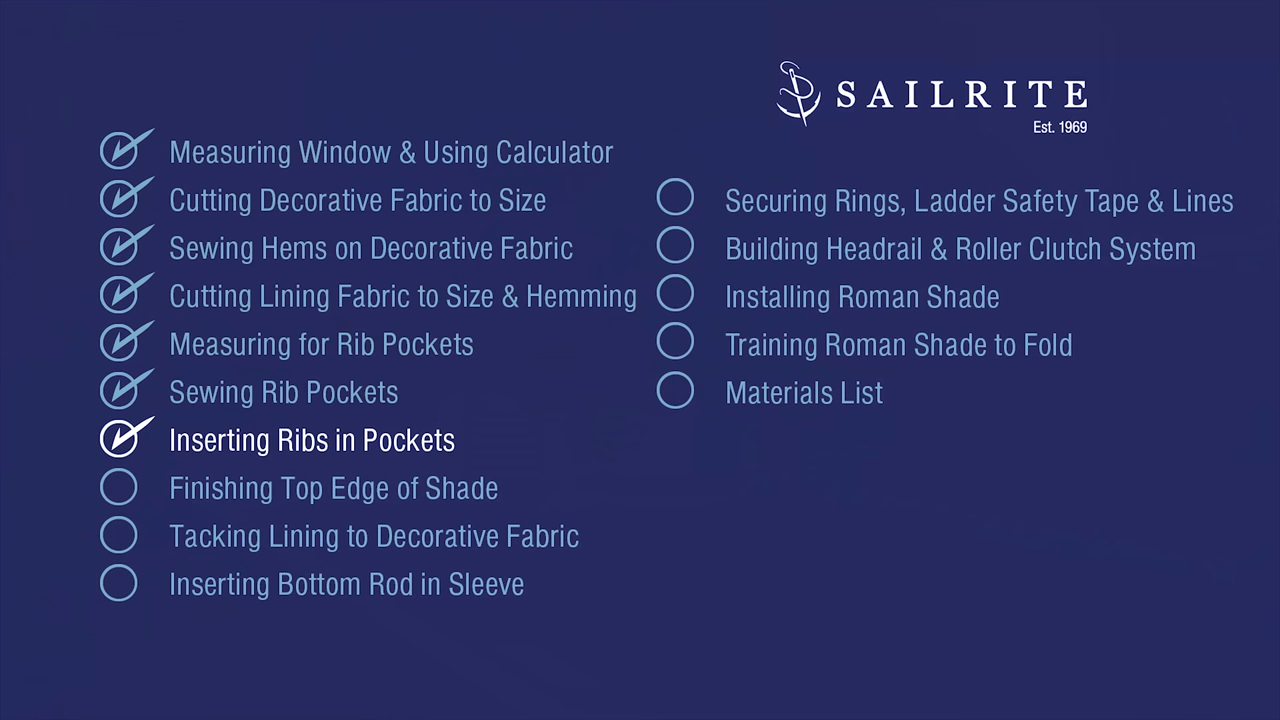 SAILRITE
Est. 1969
Measuring Window & Using Calculator
Cutting Decorative Fabric to Size
Sewing Hems on Decorative Fabric
Cutting Lining Fabric to Size & Hemming
Measuring for Rib Pockets
Sewing Rib Pockets
Inserting Ribs in Pockets
Finishing Top Edge of Shade
Tacking Lining to Decorative Fabric
Inserting Bottom Rod in Sleeve
Securing Rings, Ladder Safety Tape & Lines
Building Headrail & Roller Clutch System
Installing Roman Shade
Training Roman Shade to Fold
Materials List